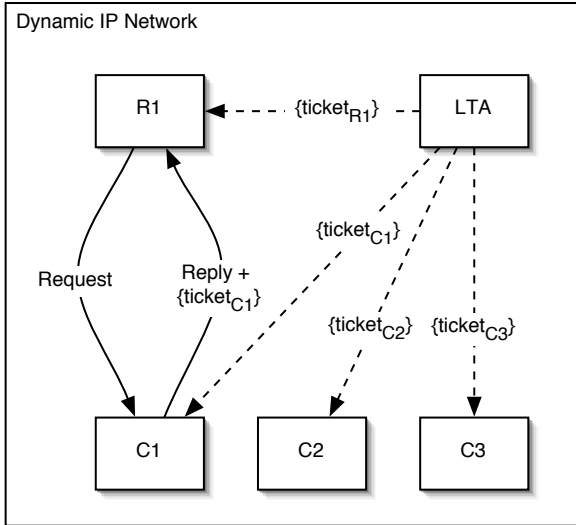 Dynamic IP Network
R1
{ticketR1}
LTA
{ticketC1}
Request
Reply +
{ticketC1}
{ticketC2}
{ticketC3}
C1
C2
C3